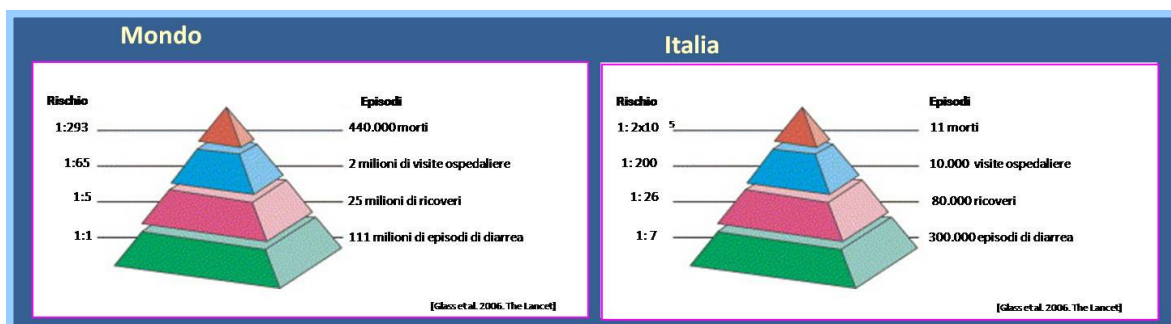 Mondo
Rischio Episodi
1:293 440.000 morti
1:65 2 milioni di visite ospedaliere
1:5 25 milioni di ricoveri
1:1 111 milioni di episodi di diarrea
[Glass et al. 2006. The Lancet]
Italia
Rischio Episodi
1: 2x10 5 11 morti
1: 200 10.000 visite ospedaliere
1: 26 80.000 ricoveri
1: 7 300.000 episodi di diarrea
[Glass et al. 2006. The Lancet]